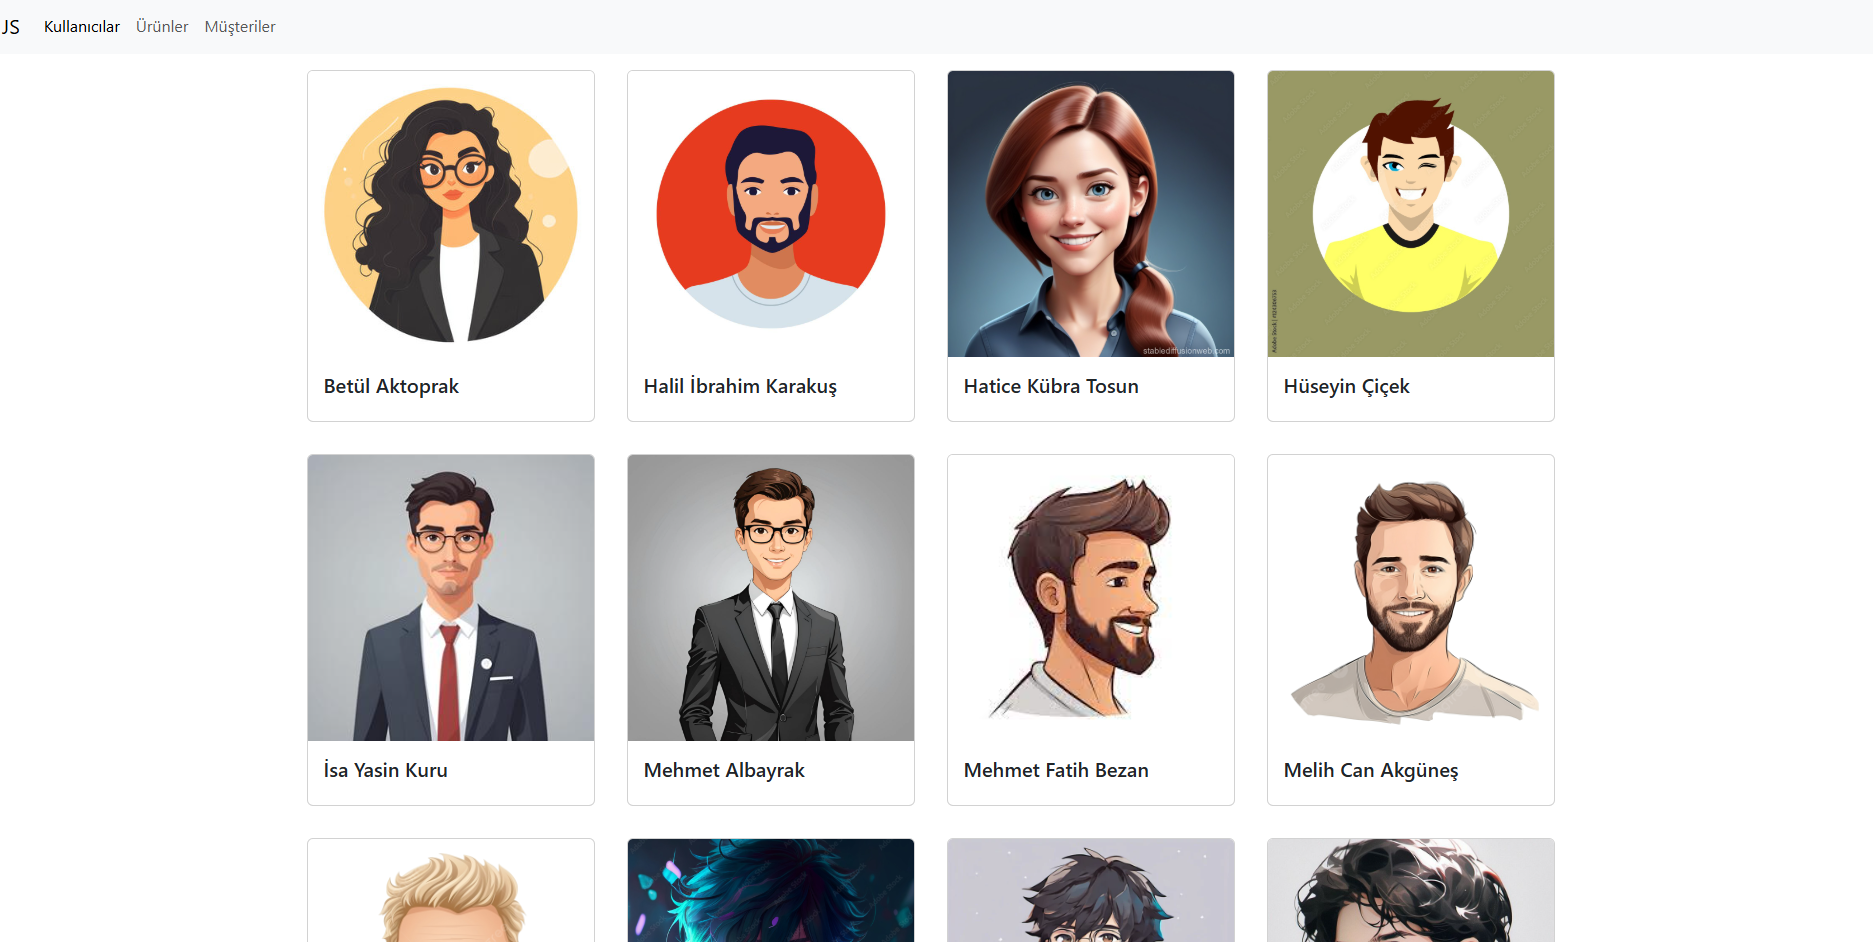 JS Kullanıcılar Ürünler Müşteriler
stablediffusionweb.com
Betül Aktoprak
Halil İbrahim Karakuş
Hatice Kübra Tosun
Hüseyin Çiçek
İsa Yasin Kuru
Mehmet Albayrak
Mehmet Fatih Bezan
Melih Can Akgüneş